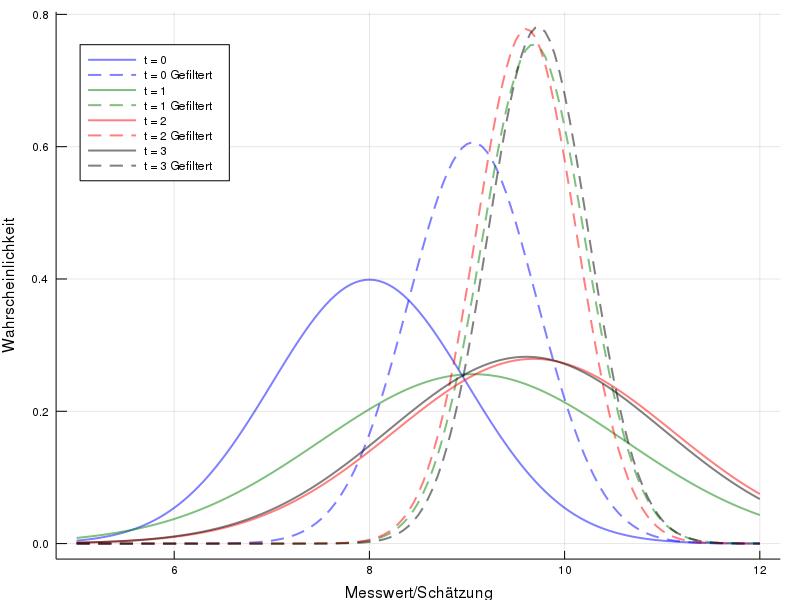 0.8
t = 0
t = 0 Gefiltert
t = 1
t = 1 Gefiltert
t = 2
t = 2 Gefiltert
t = 3
t = 3 Gefiltert
0.6
0.4
0.2
0.0
Wahrscheinlichkeit
6
8
10
12
Messwert/Schätzung